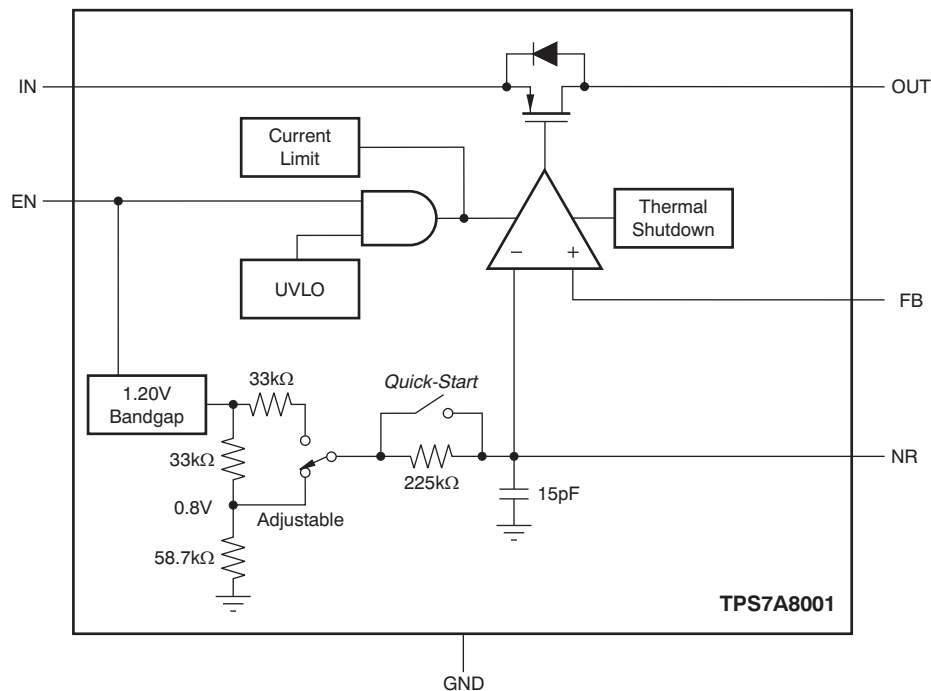 IN
OUT
Current
Limit
EN
Thermal
Shutdown
−
+
UVLO
FB
1.20V
Bandgap
33kΩ
Quick-Start
33kΩ
225kΩ
NR
15pF
0.8V
Adjustable
58.7kΩ
TPS7A8001
GND